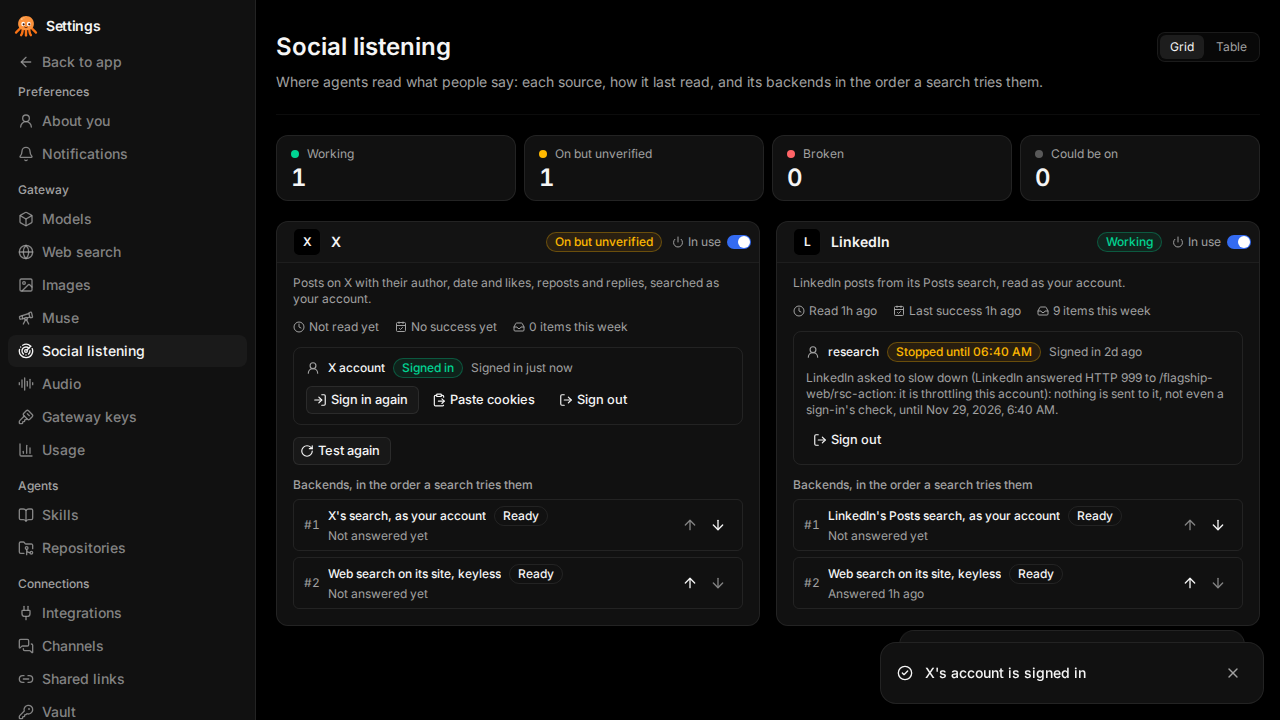 Settings
Back to app
Preferences
About you
Notifications
Gateway
Models
Web search
Images
Muse
Social listening
Audio
Gateway keys
Usage
Agents
Skills
Repositories
Connections
Integrations
Channels
Shared links
Vault
Social listening
Grid
Table
Where agents read what people say: each source, how it last read, and its backends in the order a search tries them.
Working
1
On but unverified
1
Broken
0
Could be on
0
X
X
On but unverified
In use
Posts on X with their author, date and likes, reposts and replies, searched as
your account.
Not read yet
No success yet
0 items this week
X account
Signed in
Signed in just now
Sign in again
Paste cookies
Sign out
Test again
Backends, in the order a search tries them
#1
X's search, as your account
Ready
Not answered yet
#2
Web search on its site, keyless
Ready
Not answered yet
L
LinkedIn
Working
In use
LinkedIn posts from its Posts search, read as your account.
Read 1h ago
Last success 1h ago
9 items this week
research
Stopped until 06:40 AM
Signed in 2d ago
LinkedIn asked to slow down (LinkedIn answered HTTP 999 to /flagship-
web/rsc-action: it is throttling this account): nothing is sent to it, not even a
sign-in's check, until Nov 29, 2026, 6:40 AM.
Sign out
Backends, in the order a search tries them
#1
LinkedIn's Posts search, as your account
Ready
Not answered yet
#2
Web search on its site, keyless
Ready
Answered 1h ago
X's account is signed in